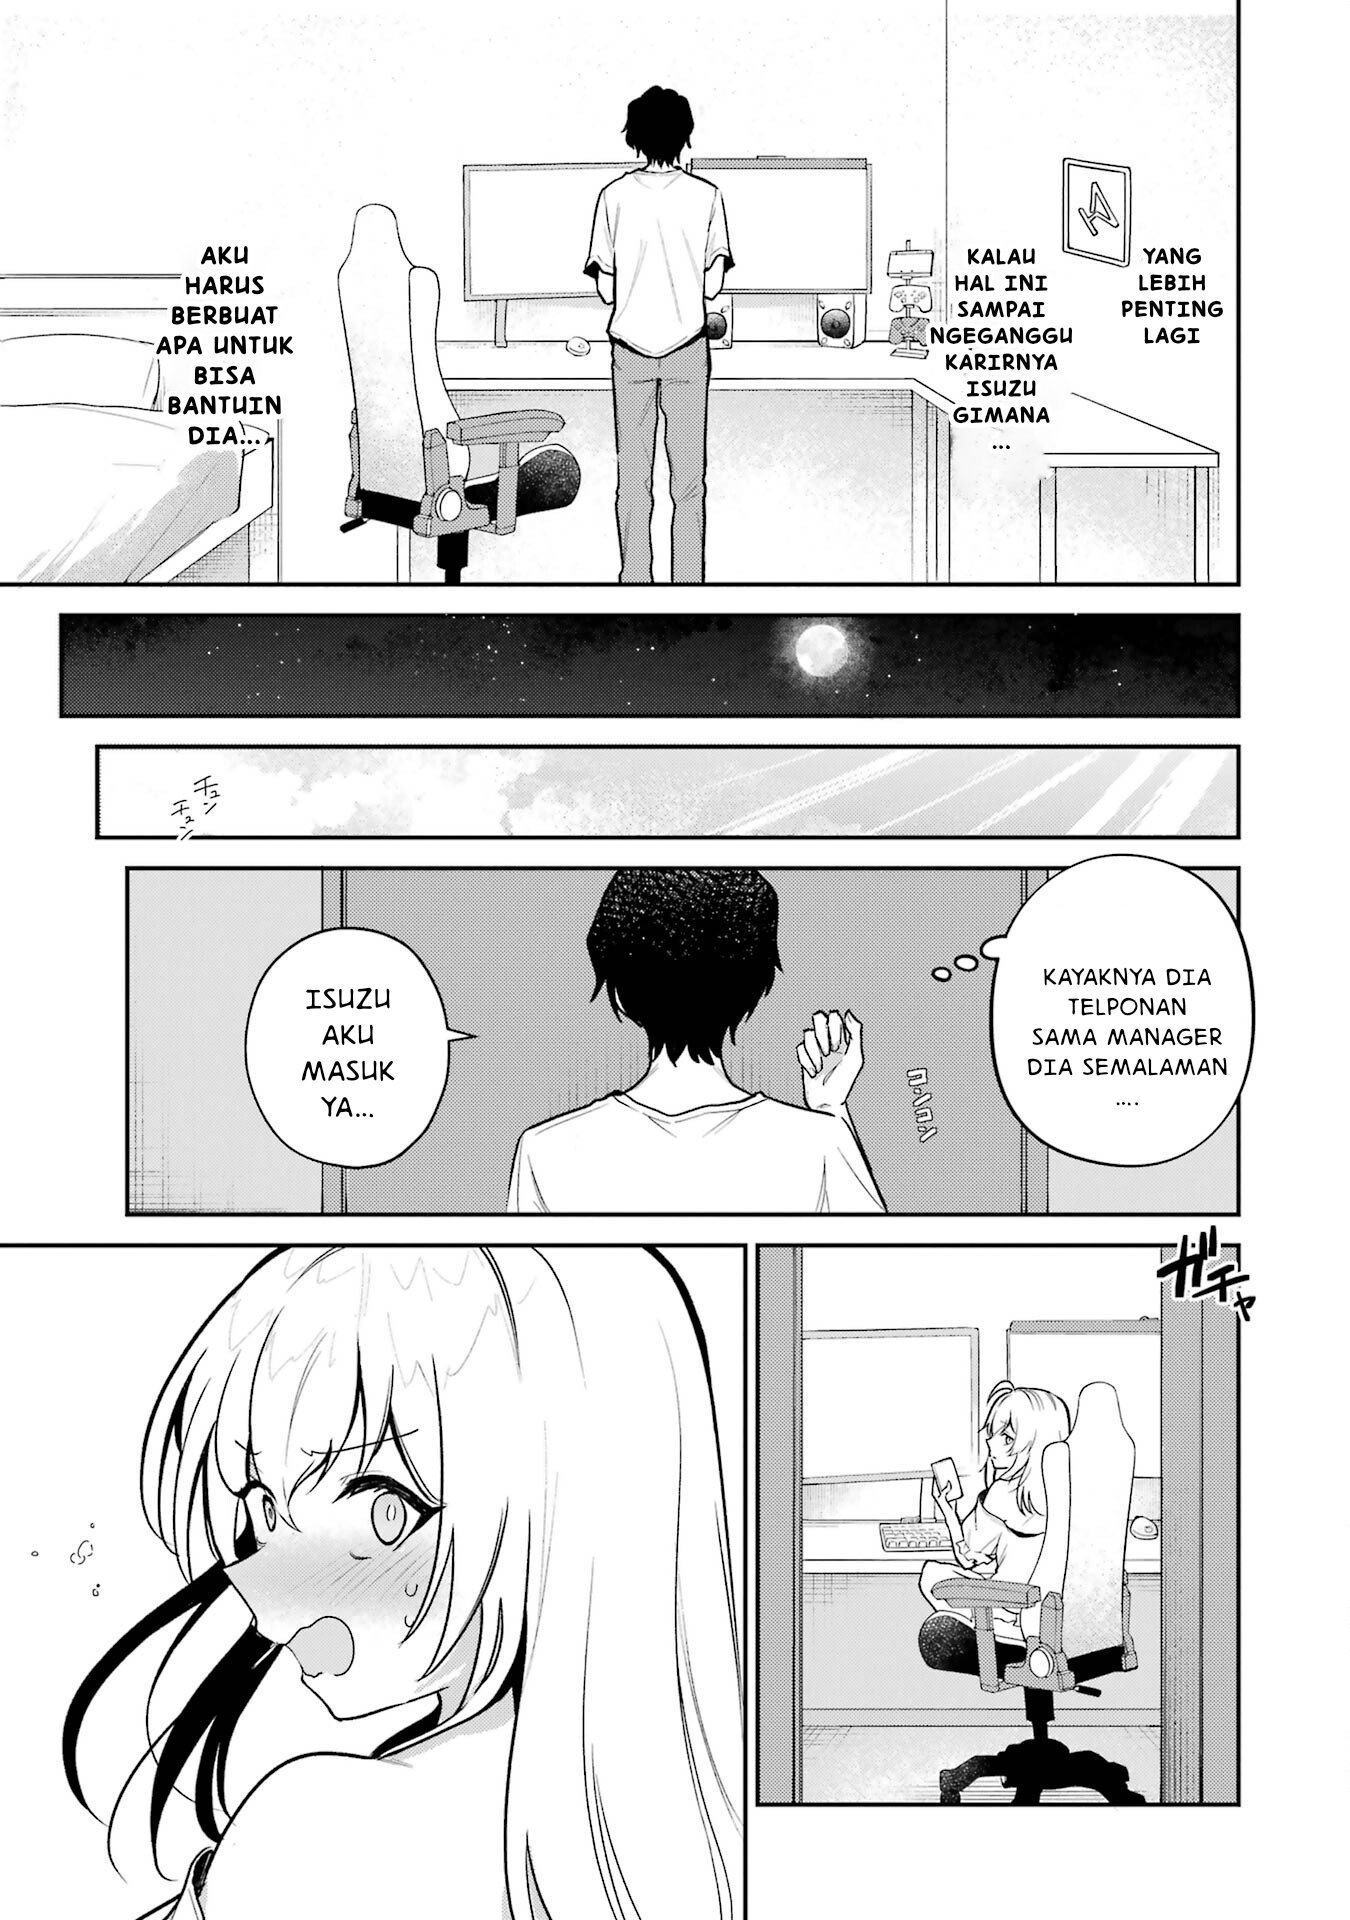 YANG
LEBIH
PENTING
LAGI
KALAU
HAL INI
SAMPAI
NGEGANGGU
KARIRNYA
ISUZU
GIMANA
...
AKU
HARUS
BERBUAT
APA UNTUK
BISA
BANTUIN
DIA...
チュン
チュン
KAYAKNYA DIA
TELPONAN
SAMA MANAGER
DIA SEMALAMAN
....
コンコン
ISUZU
AKU
MASUK
YA...
ガチャ